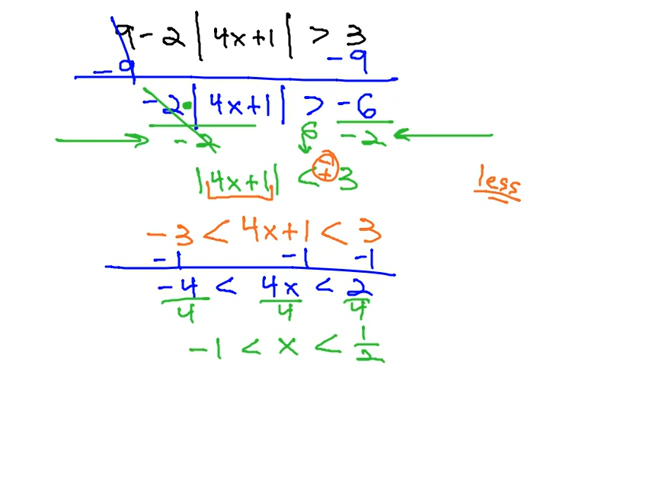 9 - 2 |4x+1| > 3
-9 -9
-2 · |4x+1| > -6
-2 -2
|4x+1| < + 3
less
-3 < 4x+1 < 3
-1 -1 -1
-4/4 < 4x/4 < 2/4
-1 < x < 1/2